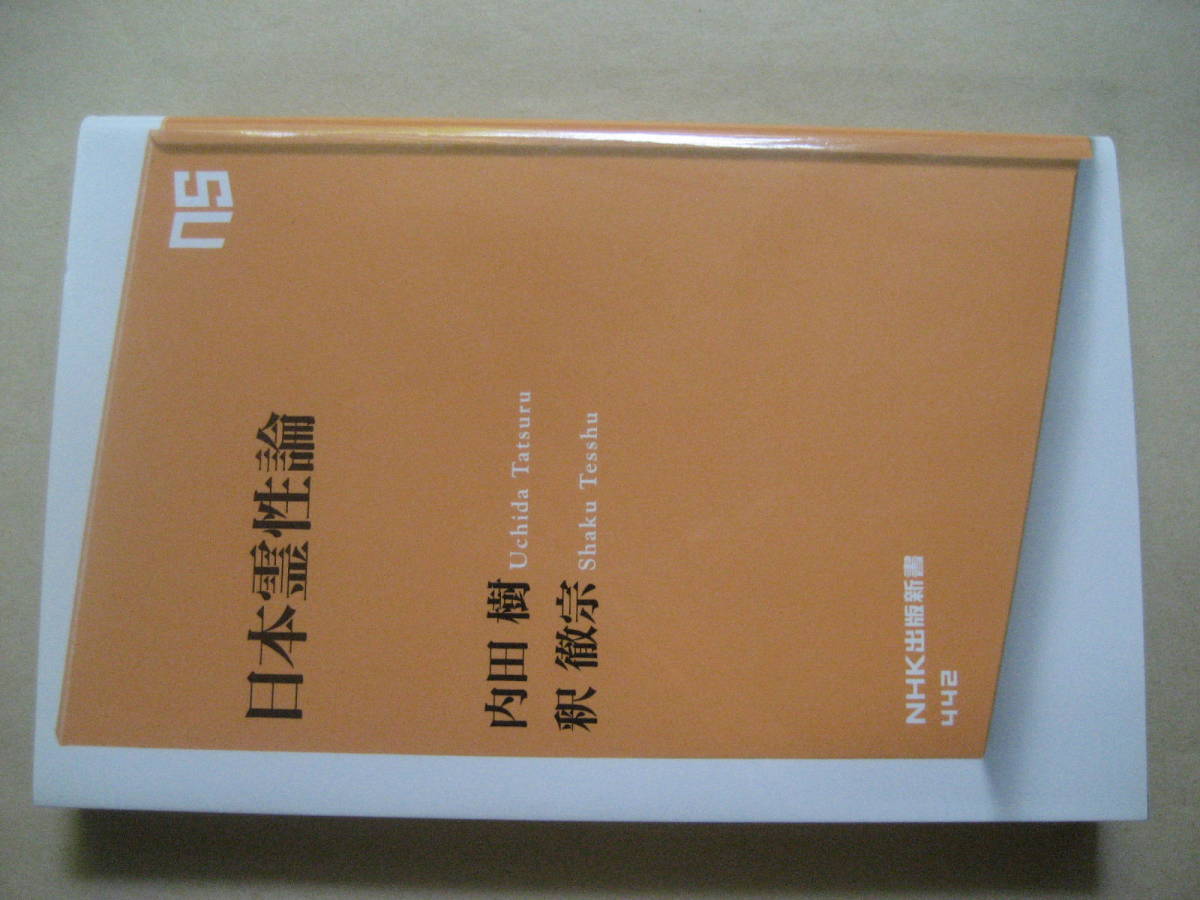 SU
日本霊性論
内田 樹 Uchida Tatsuru
釈 徹宗 Shaku Tesshu
NHK出版新書
442